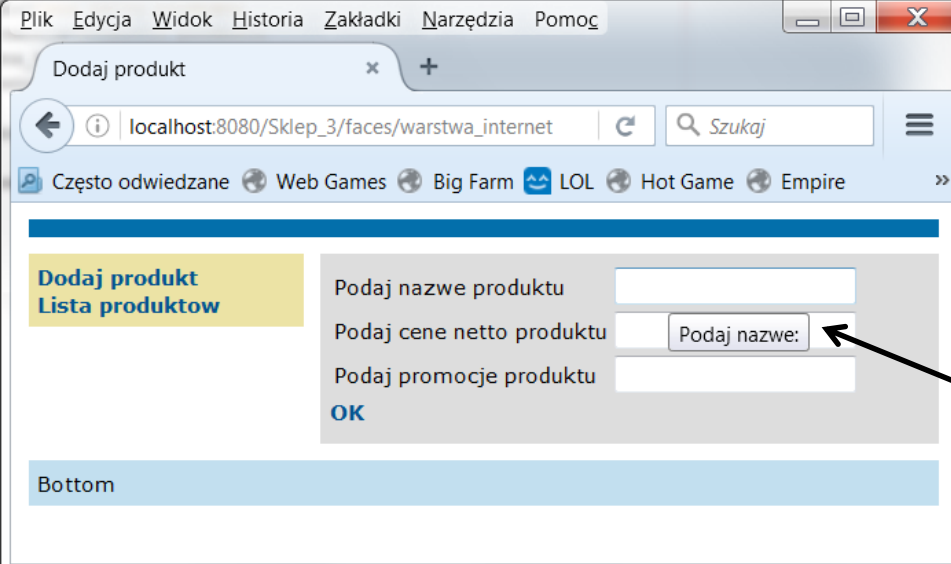 Plik Edycja Widok Historia Zakładki Narzędzia Pomoc
Dodaj produkt
localhost:8080/Sklep_3/faces/warstwa_internet
Szukaj
Często odwiedzane Web Games Big Farm LOL Hot Game Empire
Dodaj produkt
Lista produktow
Podaj nazwe produktu
Podaj cene netto produktu
Podaj nazwe:
Podaj promocje produktu
OK
Bottom